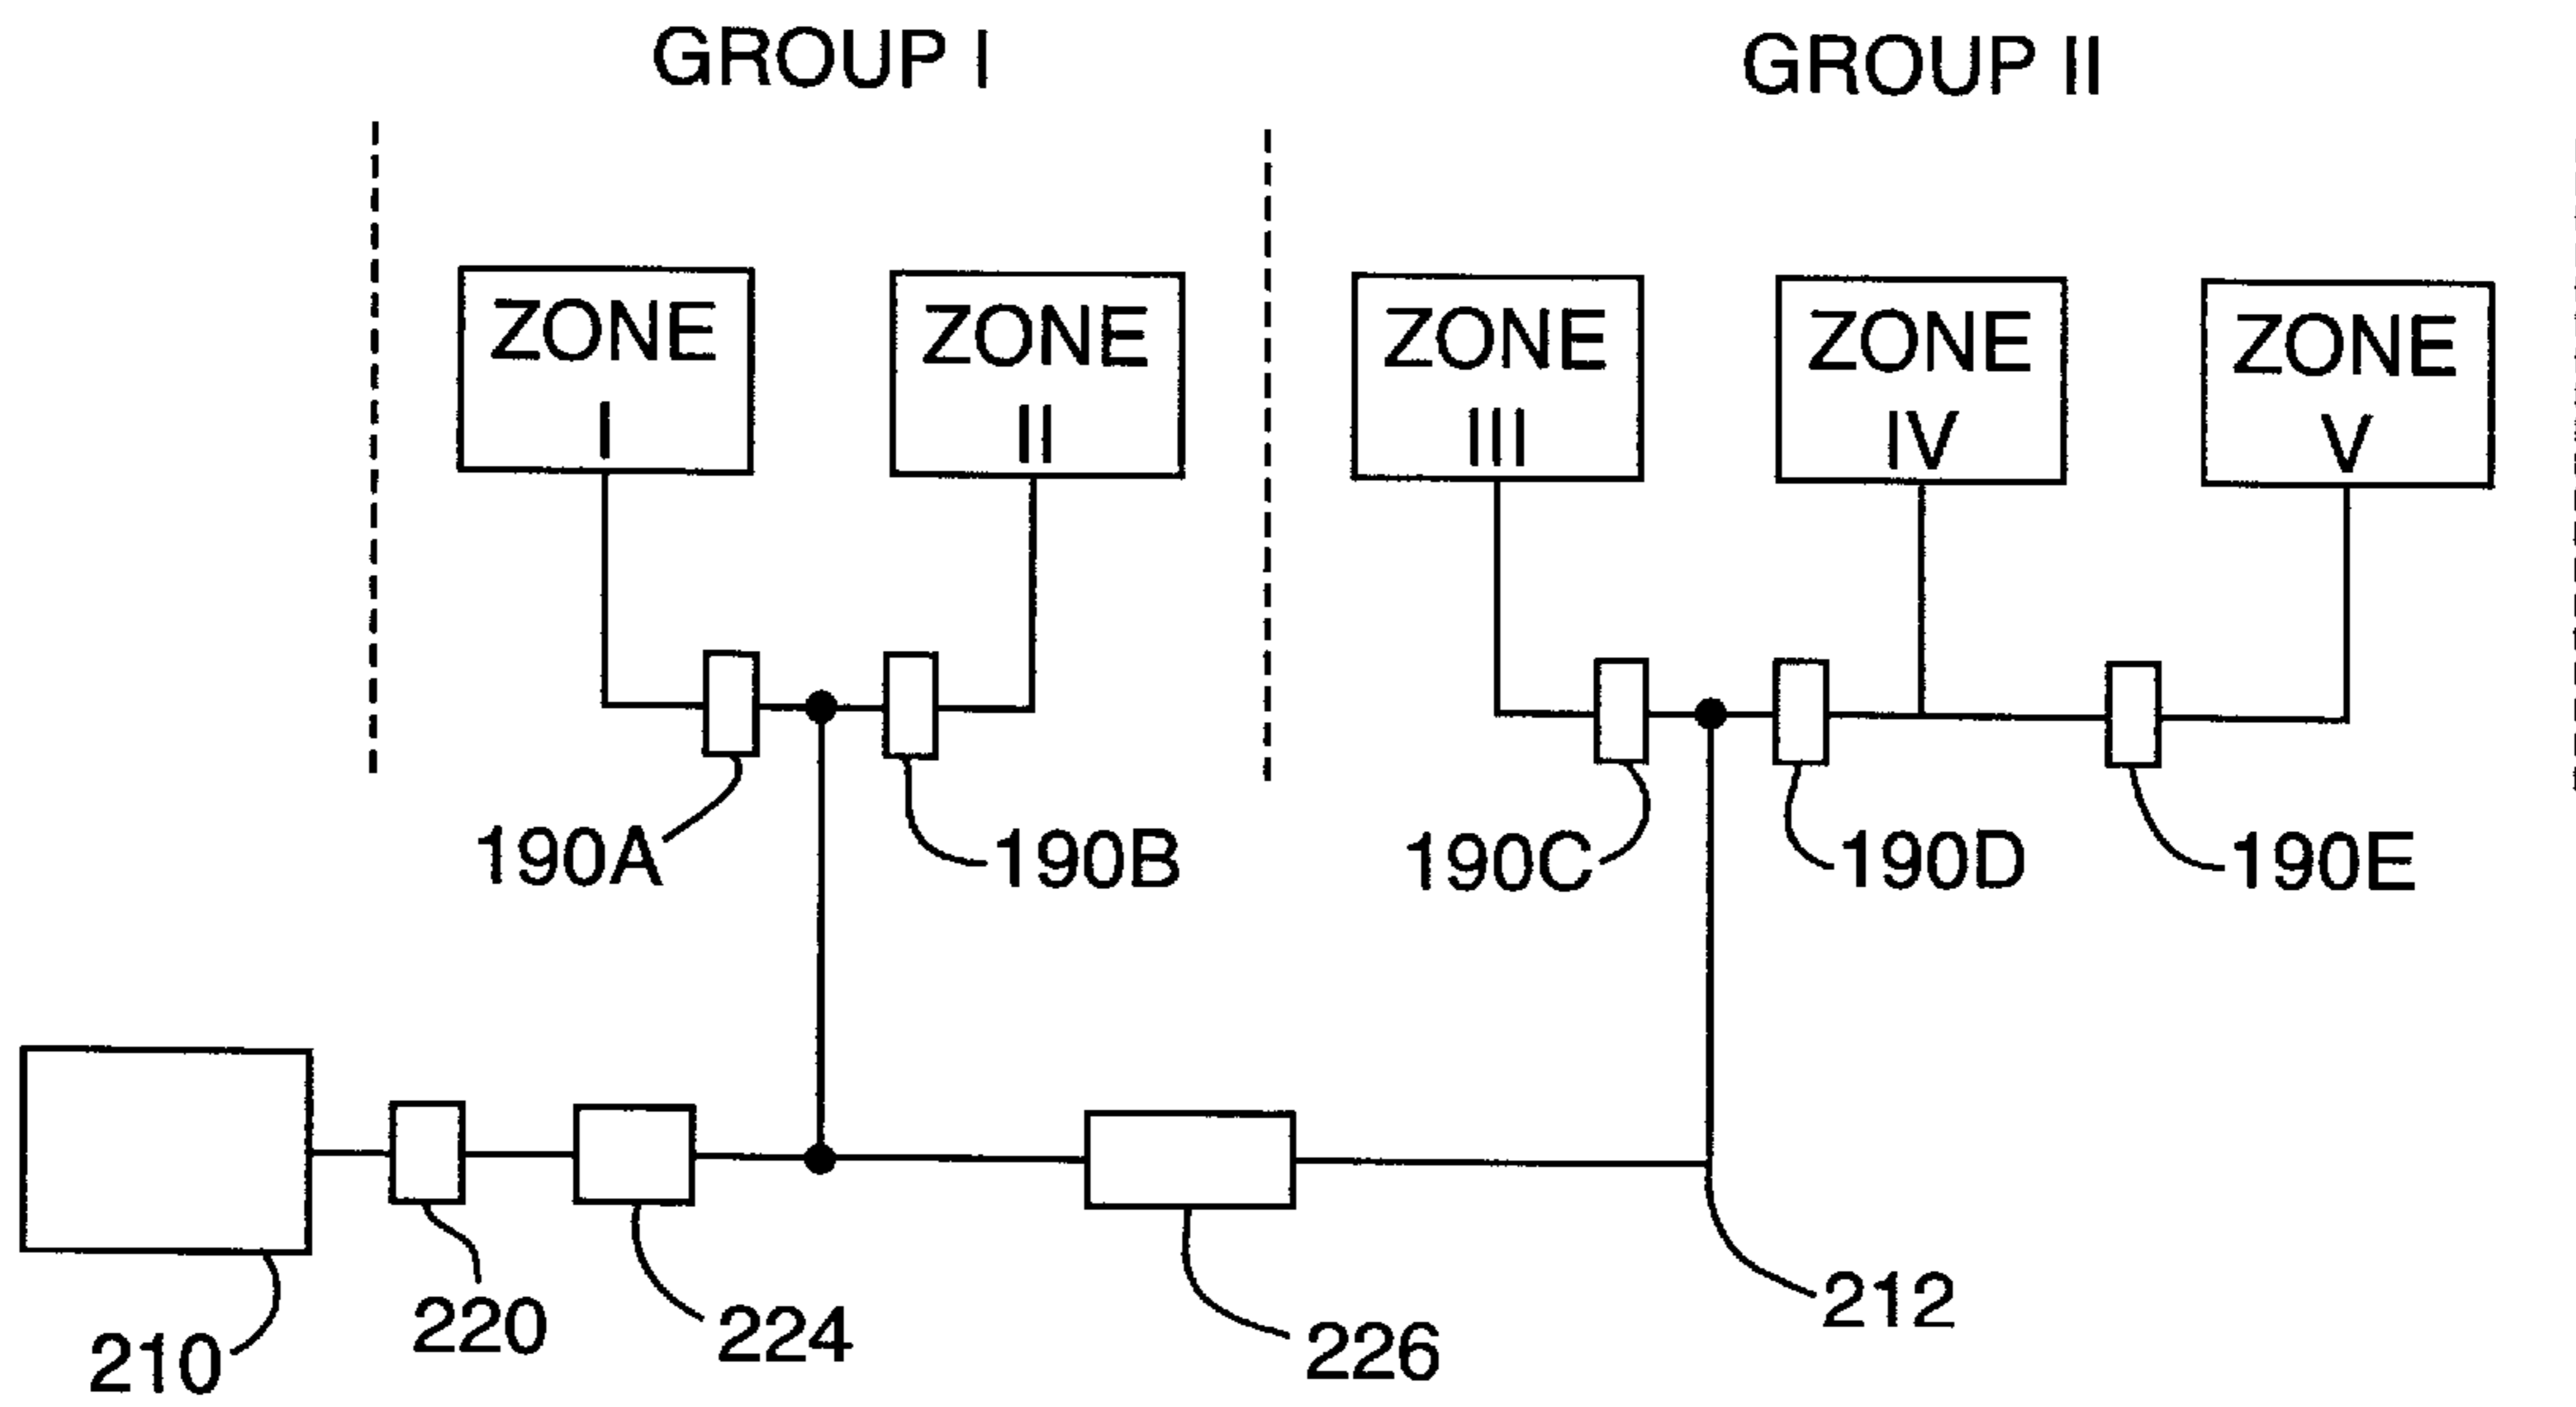 GROUP I
GROUP II
ZONE
I
ZONE
II
ZONE
III
ZONE
IV
ZONE
V
190A
190B
190C
190D
190E
210
220
224
226
212